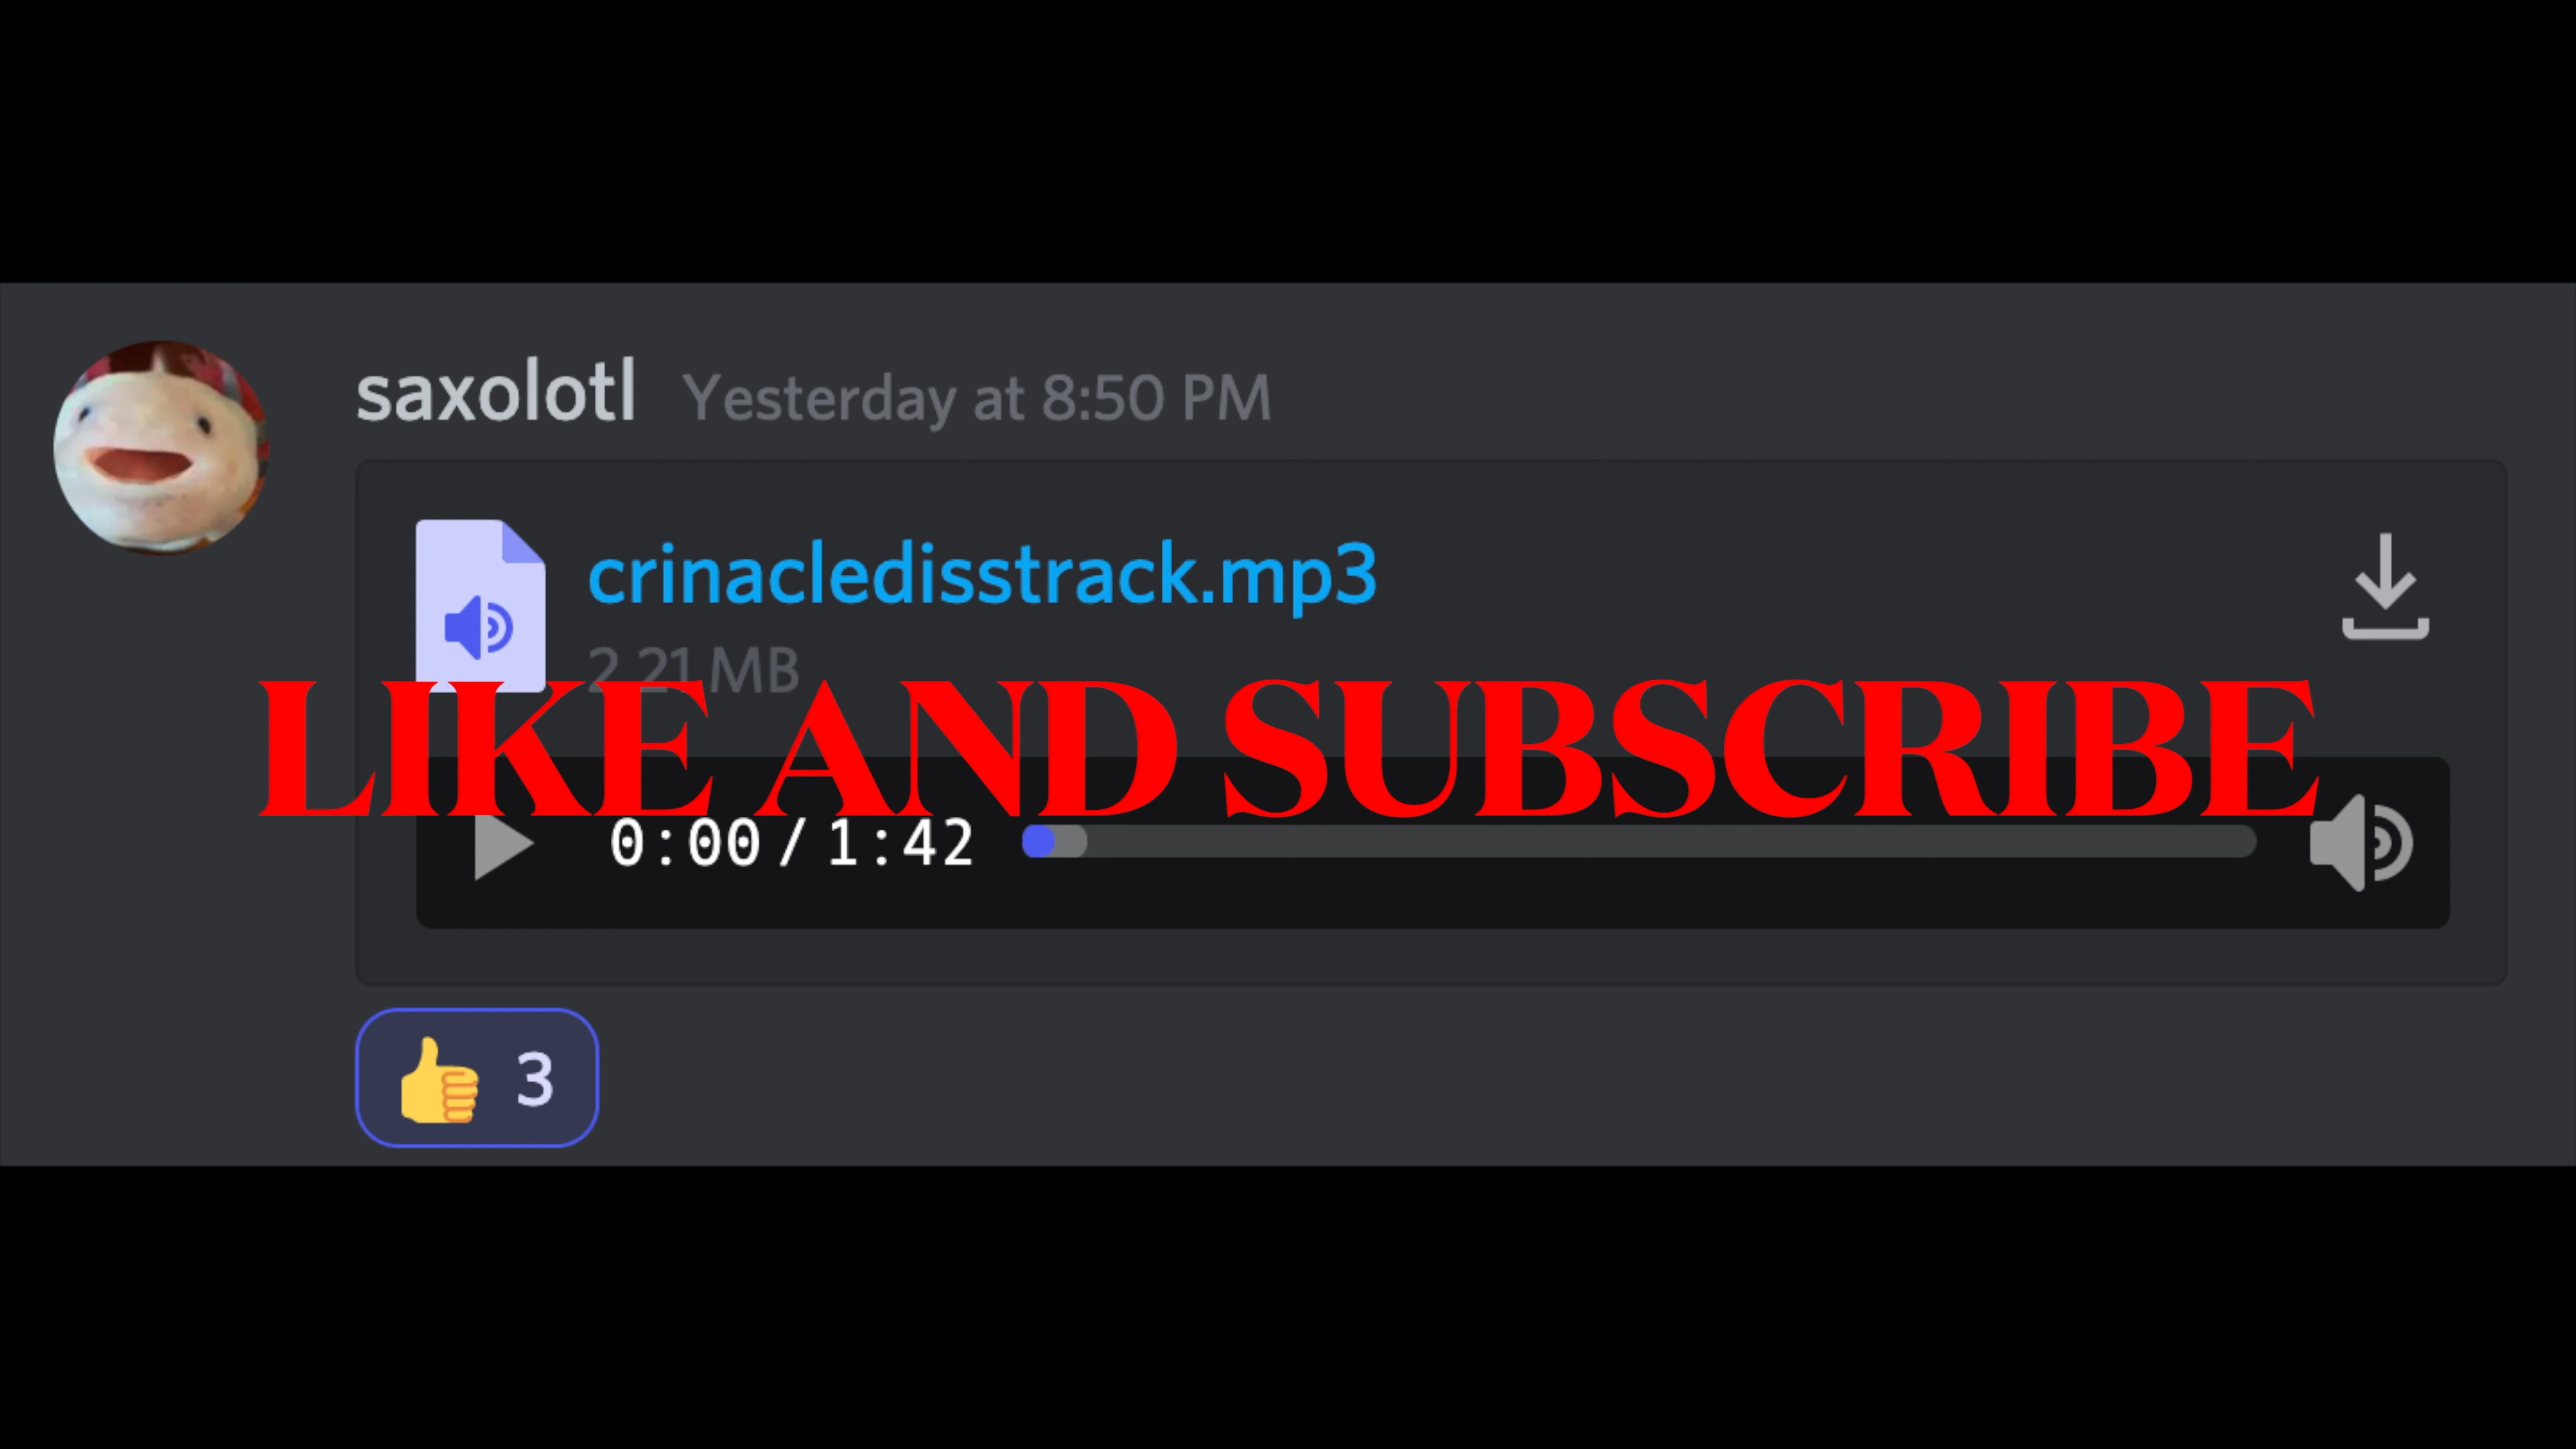 saxolotl Yesterday at 8:50 PM
crinacledisstrack.mp3
2.21 MB
LIKE AND SUBSCRIBE
0:00 / 1:42
3